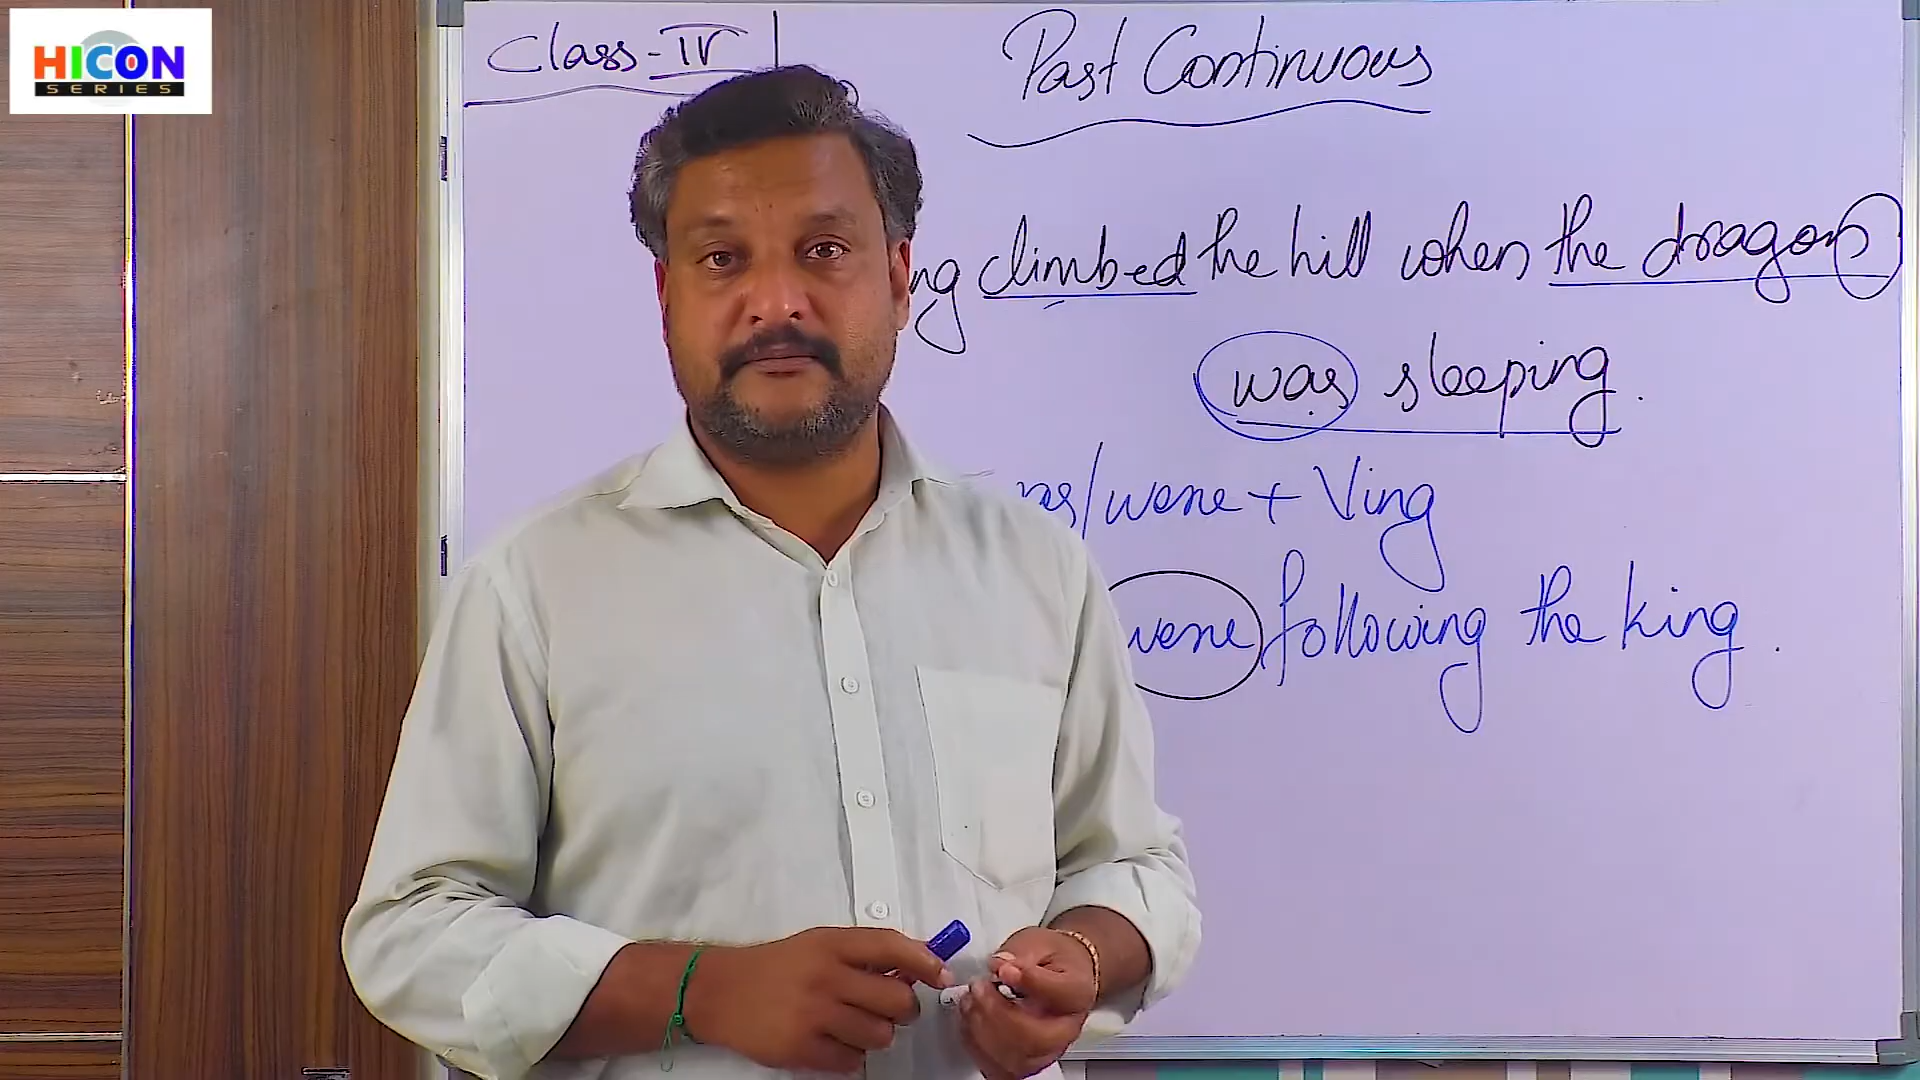 HICON
SERIES
Class-IV
Past Continuous
climbed the hill when the dragon
was sleeping.
/were + Ving
were following the king.